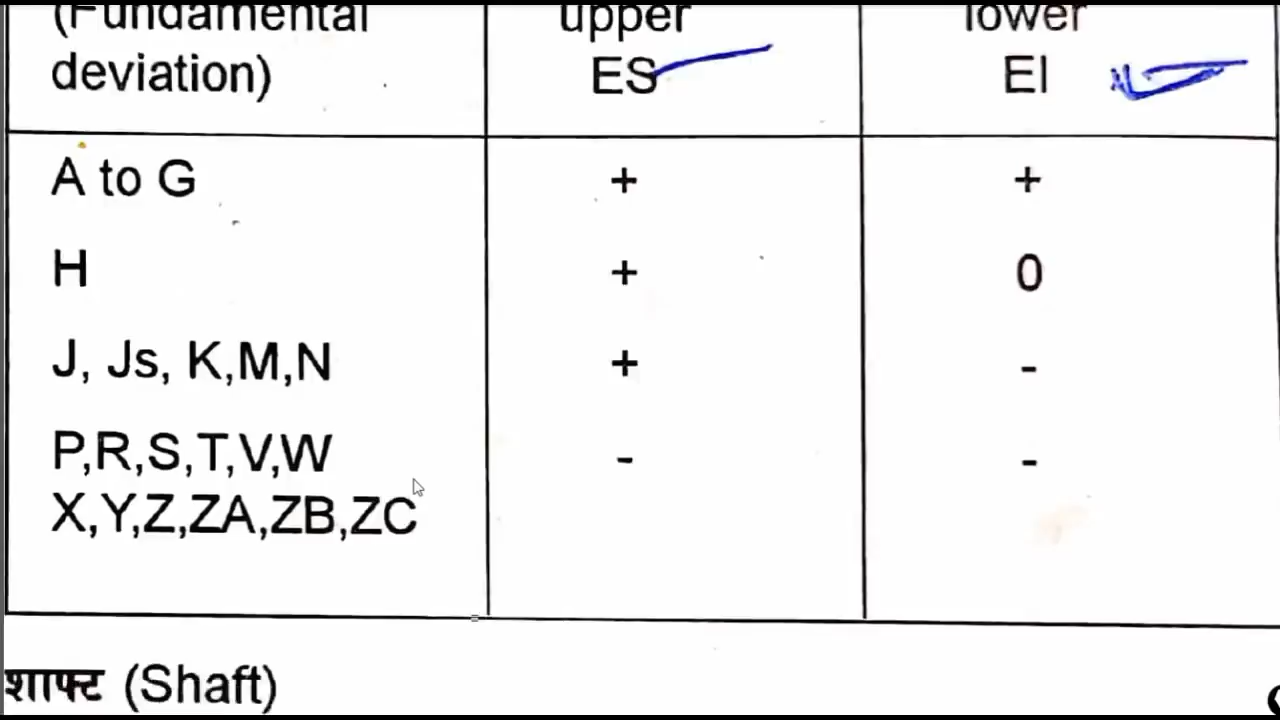 (Fundamental upper lower
deviation) ES EI
A to G + +
H + 0
J, Js, K,M,N + -
P,R,S,T,V,W - -
X,Y,Z,ZA,ZB,ZC
शाफ्ट (Shaft)